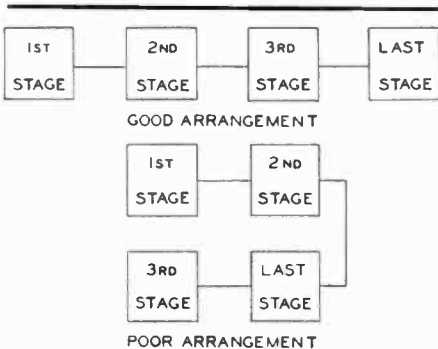 1ST 2ND 3RD LAST
STAGE STAGE STAGE STAGE
GOOD ARRANGEMENT
1ST 2ND
STAGE STAGE
3RD LAST
STAGE STAGE
POOR ARRANGEMENT